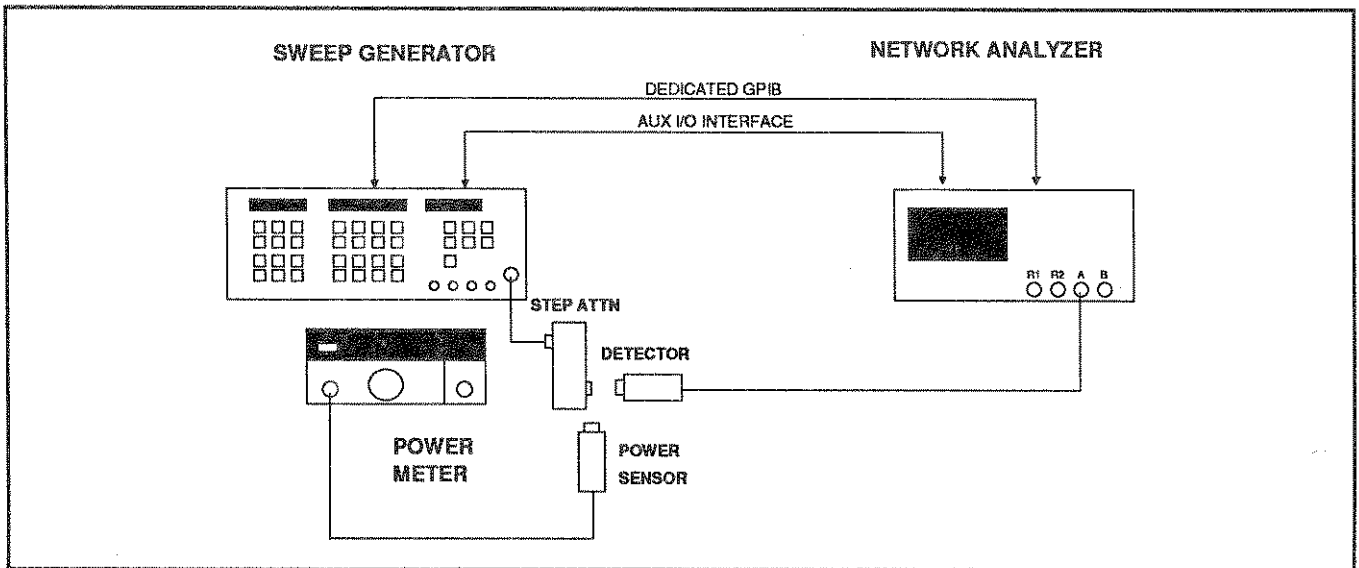 SWEEP GENERATOR
NETWORK ANALYZER
DEDICATED GPIB
AUX I/O INTERFACE
R1 R2 A B
STEP ATTN
DETECTOR
POWER
METER
POWER
SENSOR